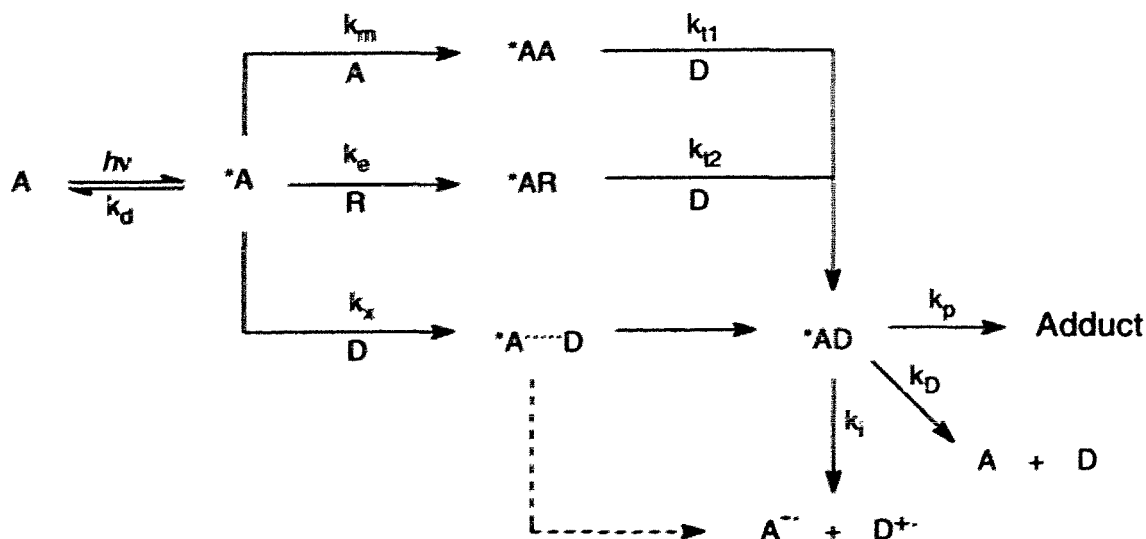 k_m *AA k_t1
A D
A hν *A k_e *AR k_t2
k_d R D
k_x *A-----D *AD k_p Adduct
D k_D
k_i A + D
A⁻· + D⁺·